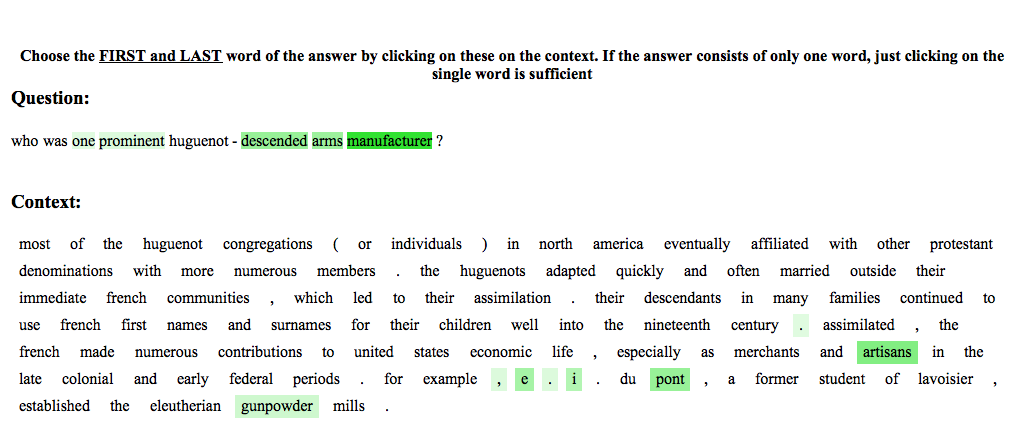 Choose the FIRST and LAST word of the answer by clicking on these on the context. If the answer consists of only one word, just clicking on the
single word is sufficient
Question:
who was one prominent huguenot - descended arms manufacturer ?
Context:
most of the huguenot congregations ( or individuals ) in north america eventually affiliated with other protestant
denominations with more numerous members . the huguenots adapted quickly and often married outside their
immediate french communities , which led to their assimilation . their descendants in many families continued to
use french first names and surnames for their children well into the nineteenth century . assimilated , the
french made numerous contributions to united states economic life , especially as merchants and artisans in the
late colonial and early federal periods . for example , e . i . du pont , a former student of lavoisier ,
established the eleutherian gunpowder mills .